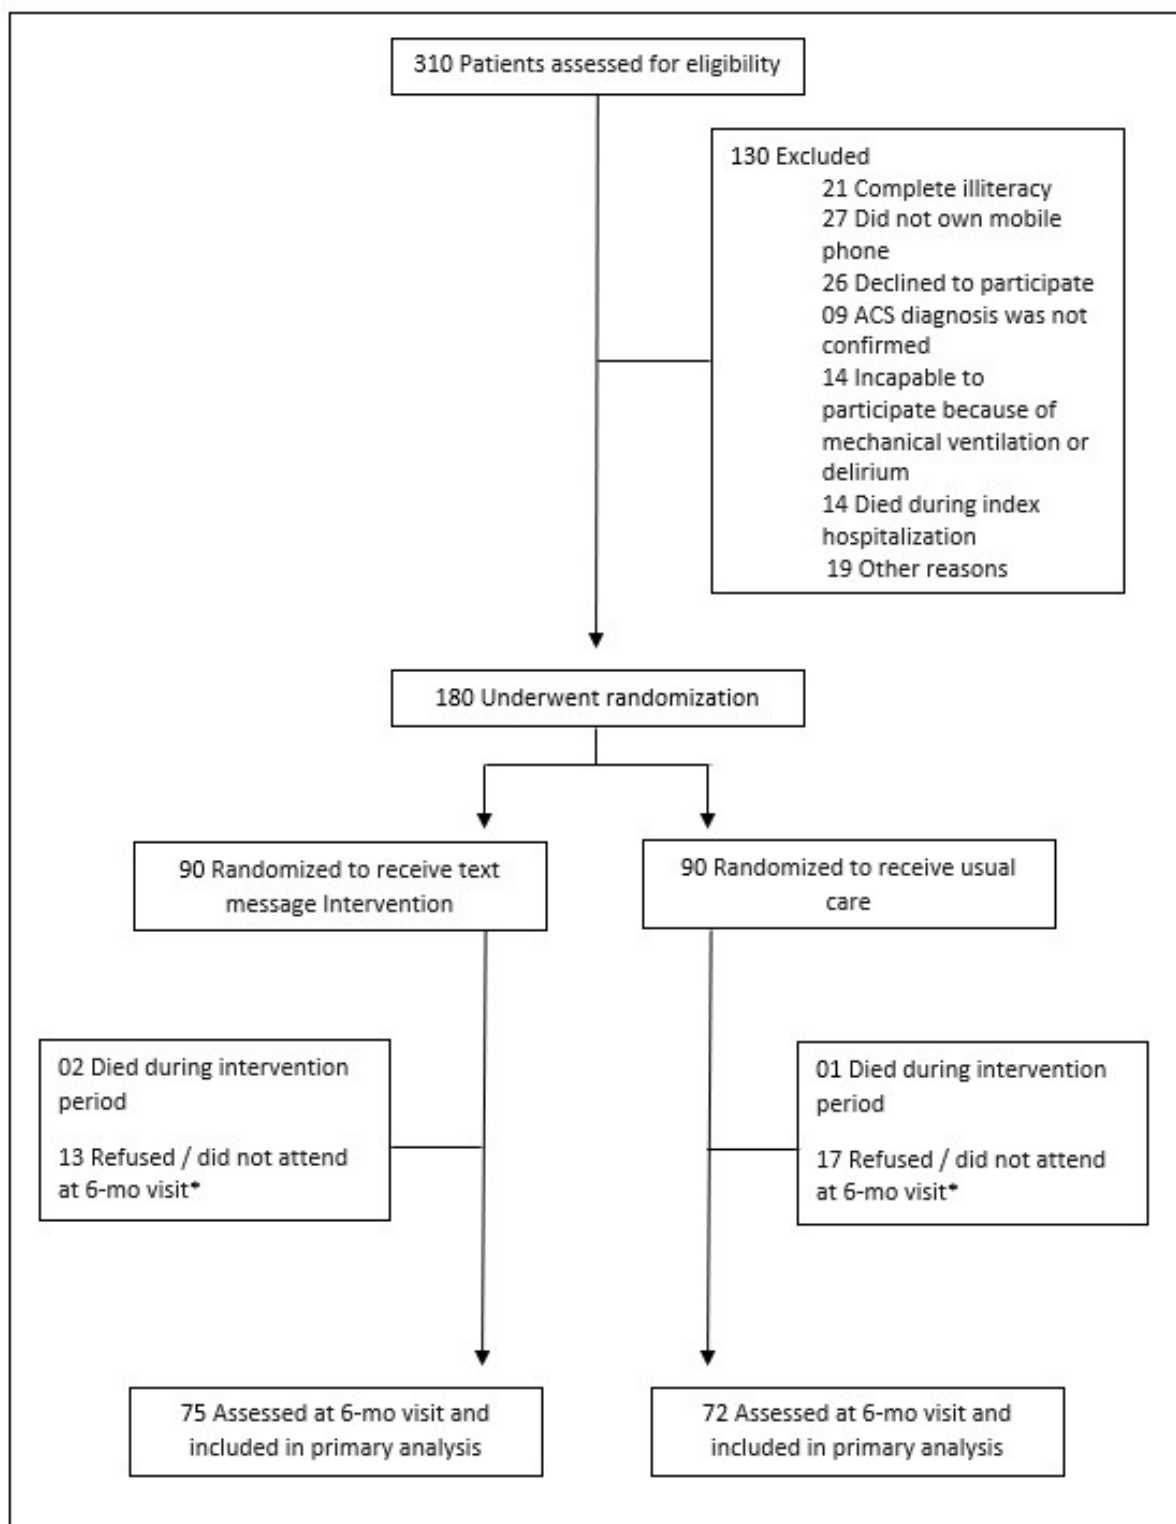 310 Patients assessed for eligibility
130 Excluded
21 Complete illiteracy
27 Did not own mobile
phone
26 Declined to participate
09 ACS diagnosis was not
confirmed
14 Incapable to
participate because of
mechanical ventilation or
delirium
14 Died during index
hospitalization
19 Other reasons
180 Underwent randomization
90 Randomized to receive text
message Intervention
90 Randomized to receive usual
care
02 Died during intervention
period
13 Refused / did not attend
at 6-mo visit*
01 Died during intervention
period
17 Refused / did not attend
at 6-mo visit*
75 Assessed at 6-mo visit and
included in primary analysis
72 Assessed at 6-mo visit and
included in primary analysis